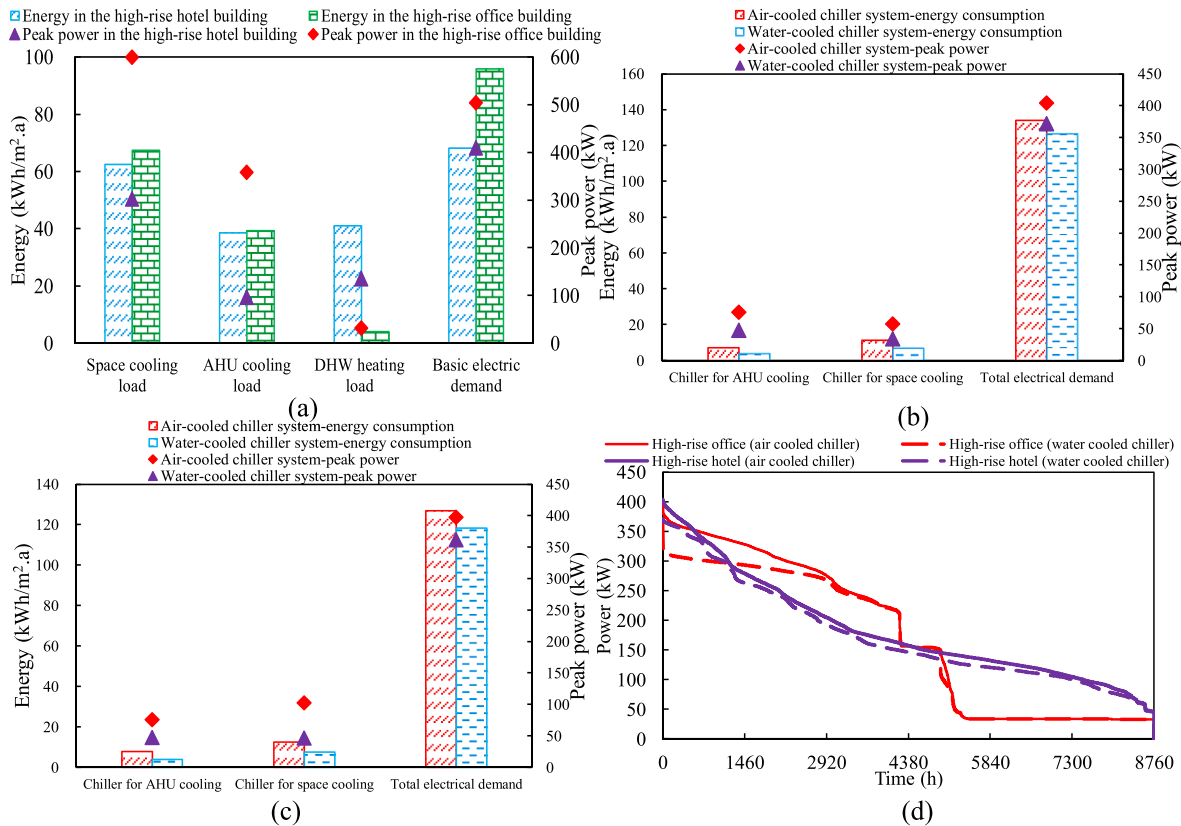 Energy in the high-rise hotel building
Energy in the high-rise office building
Peak power in the high-rise hotel building
Peak power in the high-rise office building
Energy (kWh/m².a)
100
80
60
40
20
0
600
500
400
300
200
100
0
Peak power (kW)
Space cooling load
AHU cooling load
DHW heating load
Basic electric demand
(a)
Air-cooled chiller system-energy consumption
Water-cooled chiller system-energy consumption
Air-cooled chiller system-peak power
Water-cooled chiller system-peak power
Energy (kWh/m².a)
160
140
120
100
80
60
40
20
0
450
400
350
300
250
200
150
100
50
0
Peak power (kW)
Chiller for AHU cooling
Chiller for space cooling
Total electrical demand
(b)
Air-cooled chiller system-energy consumption
Water-cooled chiller system-energy consumption
Air-cooled chiller system-peak power
Water-cooled chiller system-peak power
Energy (kWh/m².a)
140
120
100
80
60
40
20
0
450
400
350
300
250
200
150
100
50
0
Peak power (kW)
Chiller for AHU cooling
Chiller for space cooling
Total electrical demand
(c)
High-rise office (air cooled chiller)
High-rise office (water cooled chiller)
High-rise hotel (air cooled chiller)
High-rise hotel (water cooled chiller)
Power (kW)
450
400
350
300
250
200
150
100
50
0
0
1460
2920
4380
5840
7300
8760
Time (h)
(d)